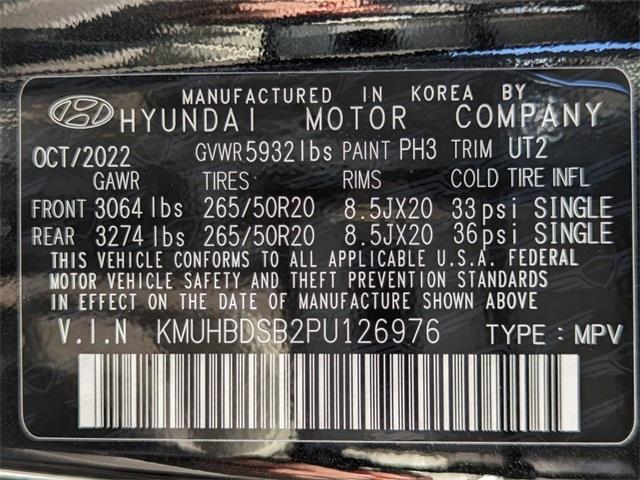 MANUFACTURED IN KOREA BY
HYUNDAI MOTOR COMPANY
OCT/2022 GVWR5932lbs PAINT PH3 TRIM UT2
GAWR TIRES RIMS COLD TIRE INFL
FRONT 3064lbs 265/50R20 8.5JX20 33psi SINGLE
REAR 3274lbs 265/50R20 8.5JX20 36psi SINGLE
THIS VEHICLE CONFORMS TO ALL APPLICABLE U.S.A. FEDERAL
MOTOR VEHICLE SAFETY AND THEFT PREVENTION STANDARDS
IN EFFECT ON THE DATE OF MANUFACTURE SHOWN ABOVE
V.I.N KMUHBDSB2PU126976 TYPE: MPV